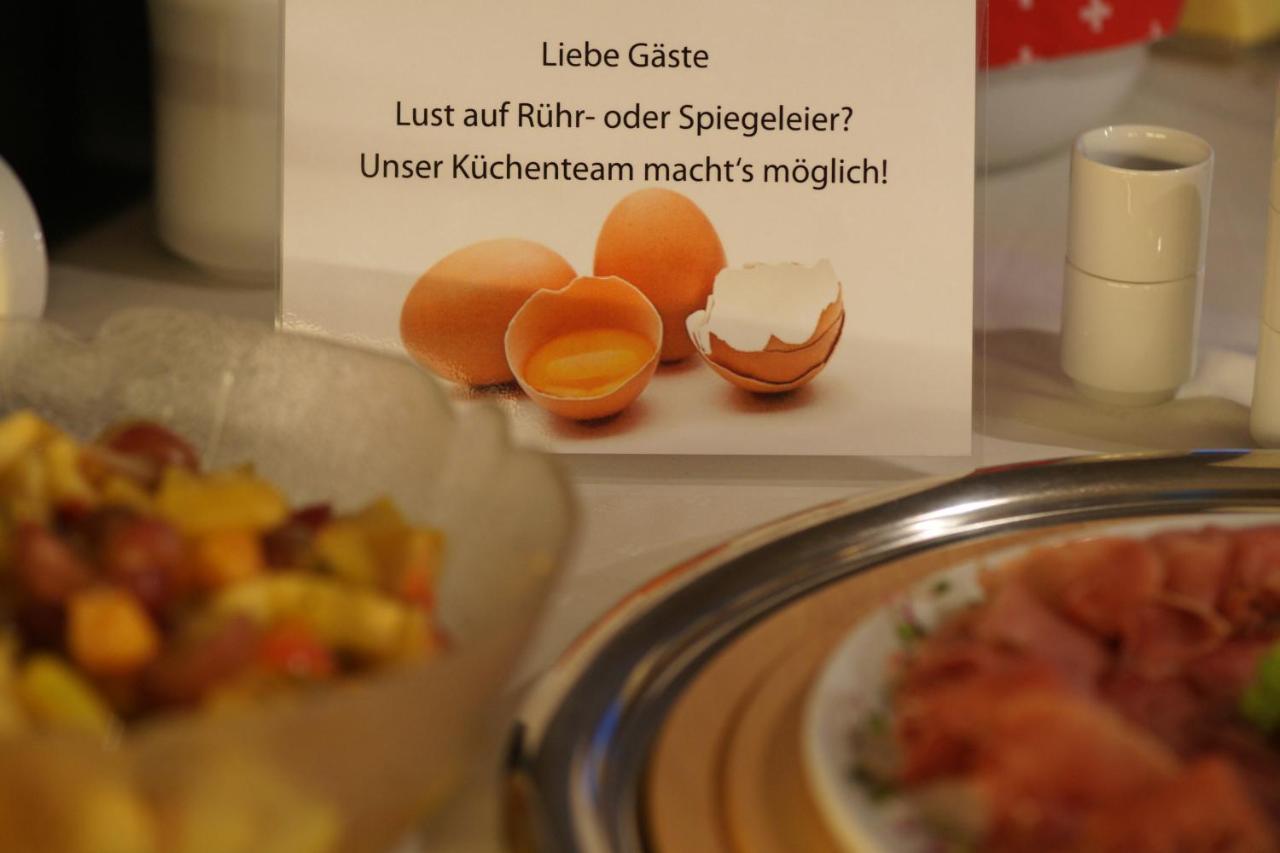 Liebe Gäste
Lust auf Rühr- oder Spiegeleier?
Unser Küchenteam macht‘s möglich!